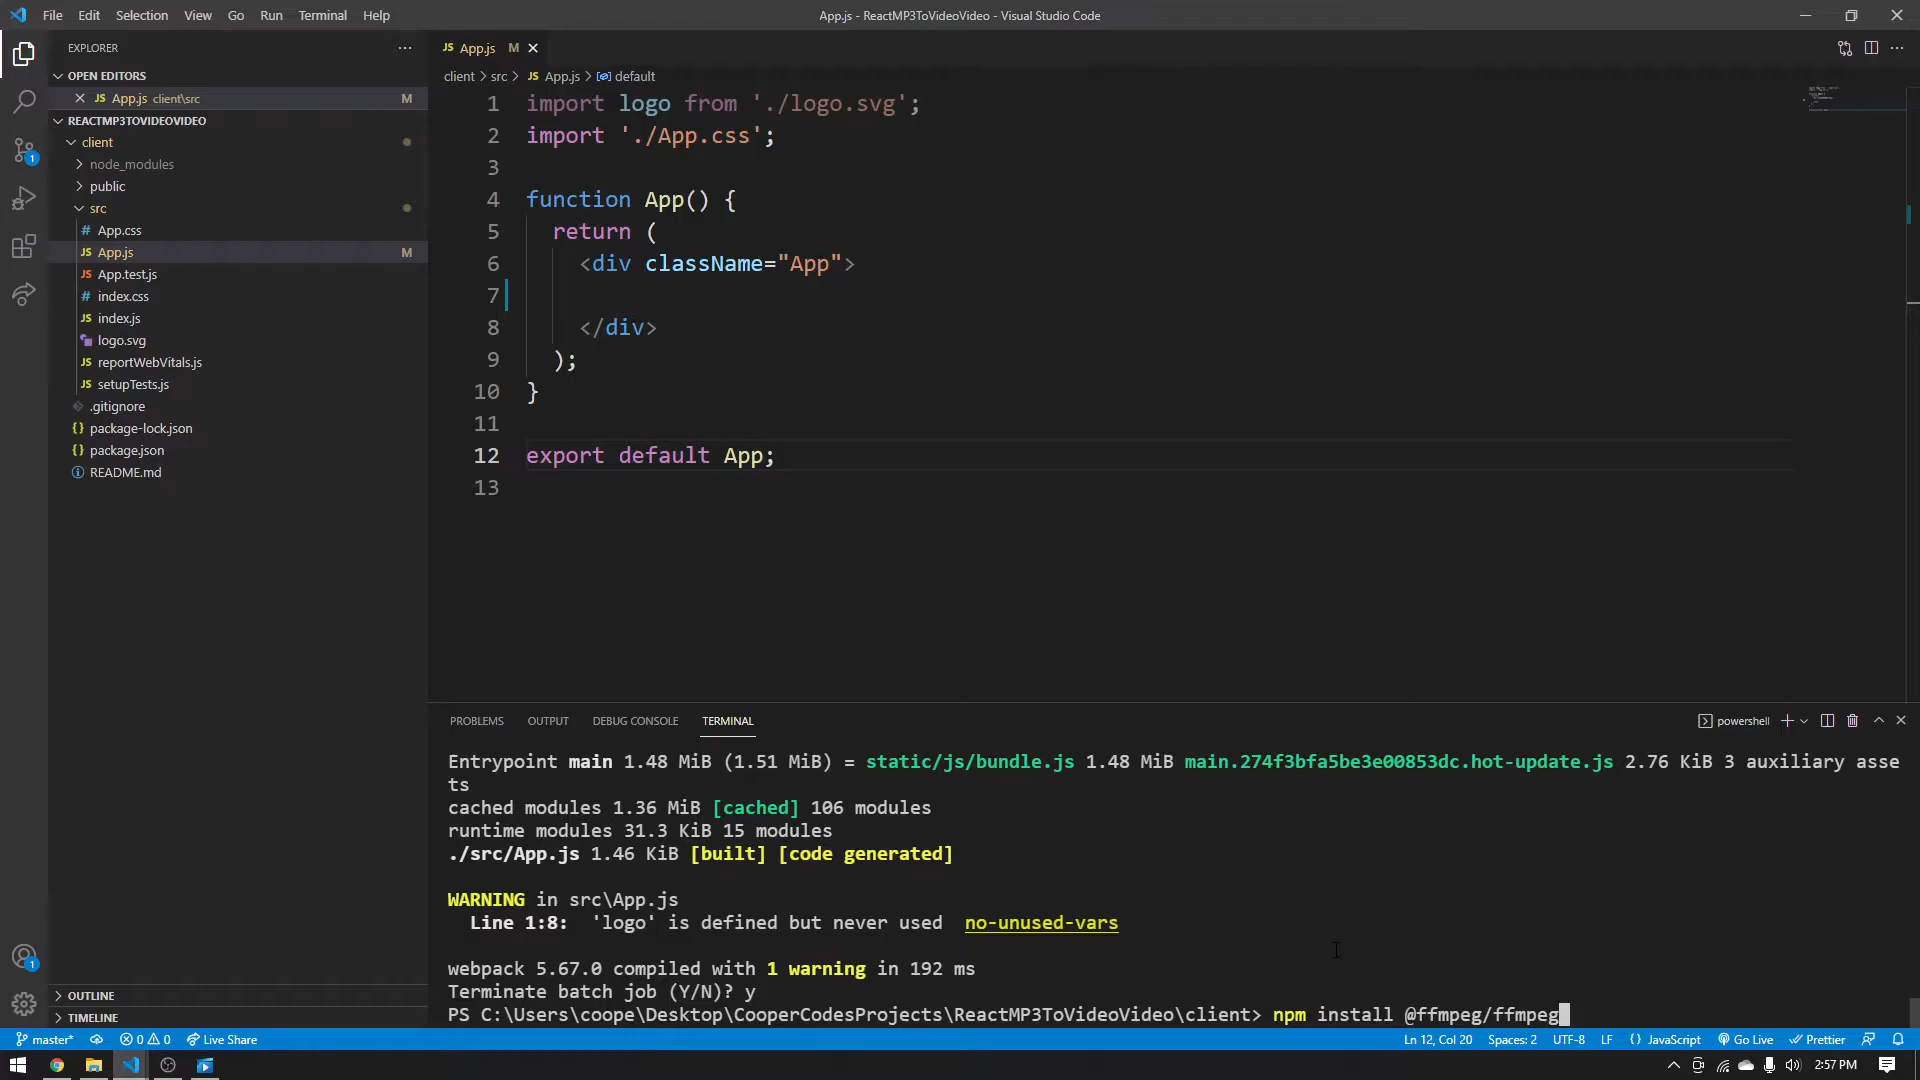 File Edit Selection View Go Run Terminal Help
App.js - ReactMP3ToVideoVideo - Visual Studio Code
EXPLORER
OPEN EDITORS
App.js client\src M
REACTMP3TOVIDEOVIDEO
client
node_modules
public
src
# App.css
JS App.js M
JS App.test.js
# index.css
JS index.js
logo.svg
JS reportWebVitals.js
JS setupTests.js
.gitignore
{} package-lock.json
{} package.json
README.md
OUTLINE
TIMELINE
JS App.js M
client > src > JS App.js > default
1 import logo from './logo.svg';
2 import './App.css';
3
4 function App() {
5 return (
6 <div className="App">
7
8 </div>
9 );
10 }
11
12 export default App;
13
PROBLEMS OUTPUT DEBUG CONSOLE TERMINAL
powershell
Entrypoint main 1.48 MiB (1.51 MiB) = static/js/bundle.js 1.48 MiB main.274f3bfa5be3e00853dc.hot-update.js 2.76 KiB 3 auxiliary asse
ts
cached modules 1.36 MiB [cached] 106 modules
runtime modules 31.3 KiB 15 modules
./src/App.js 1.46 KiB [built] [code generated]
WARNING in src\App.js
Line 1:8: 'logo' is defined but never used no-unused-vars
webpack 5.67.0 compiled with 1 warning in 192 ms
Terminate batch job (Y/N)? y
PS C:\Users\coope\Desktop\CooperCodesProjects\ReactMP3ToVideoVideo\client> npm install @ffmpeg/ffmpeg
master* 0 0 Live Share
Ln 12, Col 20 Spaces: 2 UTF-8 LF {} JavaScript Go Live Prettier
2:57 PM